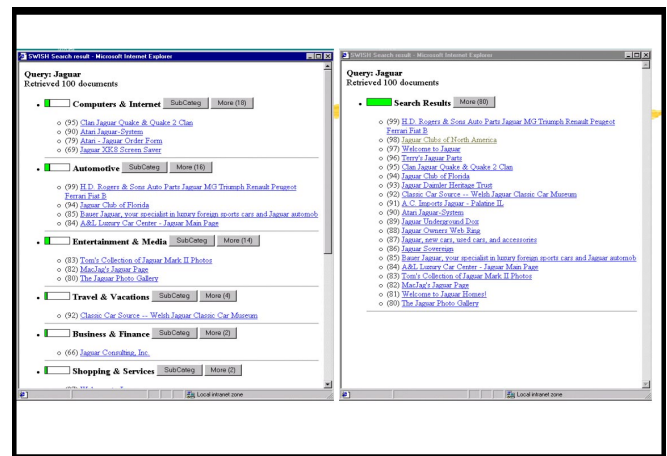 SWISH Search result - Microsoft Internet Explorer
Query: Jaguar
Retrieved 100 documents
Computers & Internet SubCateg More (18)
(95) Clan Jaguar Quake & Quake 2 Clan
(90) Atari Jaguar-System
(79) Atari - Jaguar Order Form
(69) Jaguar XK8 Screen Saver
Automotive SubCateg More (16)
(99) H.D. Rogers & Sons Auto Parts Jaguar MG Triumph Renault Peugeot
Ferrari Fiat B
(94) Jaguar Club of Florida
(85) Bauer Jaguar, your specialist in luxury foreign sports cars and Jaguar automob
(84) A&L Luxury Car Center - Jaguar Main Page
Entertainment & Media SubCateg More (14)
(83) Tom's Collection of Jaguar Mark II Photos
(82) MacJag's Jaguar Page
(80) The Jaguar Photo Gallery
Travel & Vacations SubCateg More (4)
(92) Classic Car Source -- Welsh Jaguar Classic Car Museum
Business & Finance SubCateg More (2)
(66) Jaguar Consulting, Inc.
Shopping & Services SubCateg More (2)
Local intranet zone
SWISH Search result - Microsoft Internet Explorer
Query: Jaguar
Retrieved 100 documents
Search Results More (80)
(99) H.D. Rogers & Sons Auto Parts Jaguar MG Triumph Renault Peugeot
Ferrari Fiat B
(98) Jaguar Clubs of North America
(97) Welcome to Jaguar
(96) Terry's Jaguar Parts
(95) Clan Jaguar Quake & Quake 2 Clan
(94) Jaguar Club of Florida
(93) Jaguar Daimler Heritage Trust
(92) Classic Car Source -- Welsh Jaguar Classic Car Museum
(91) A.C. Imports Jaguar - Palatine IL
(90) Atari Jaguar-System
(89) Jaguar Underground Dox
(88) Jaguar Owners Web Ring
(87) Jaguar, new cars, used cars, and accessories
(86) Jaguar Sovereign
(85) Bauer Jaguar, your specialist in luxury foreign sports cars and Jaguar automob
(84) A&L Luxury Car Center - Jaguar Main Page
(83) Tom's Collection of Jaguar Mark II Photos
(82) MacJag's Jaguar Page
(81) Welcome to Jaguar Homes!
(80) The Jaguar Photo Gallery
Local intranet zone